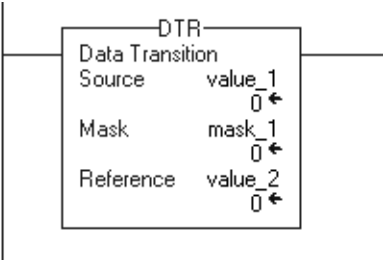 DTR
Data Transition
Source value_1
0
Mask mask_1
0
Reference value_2
0